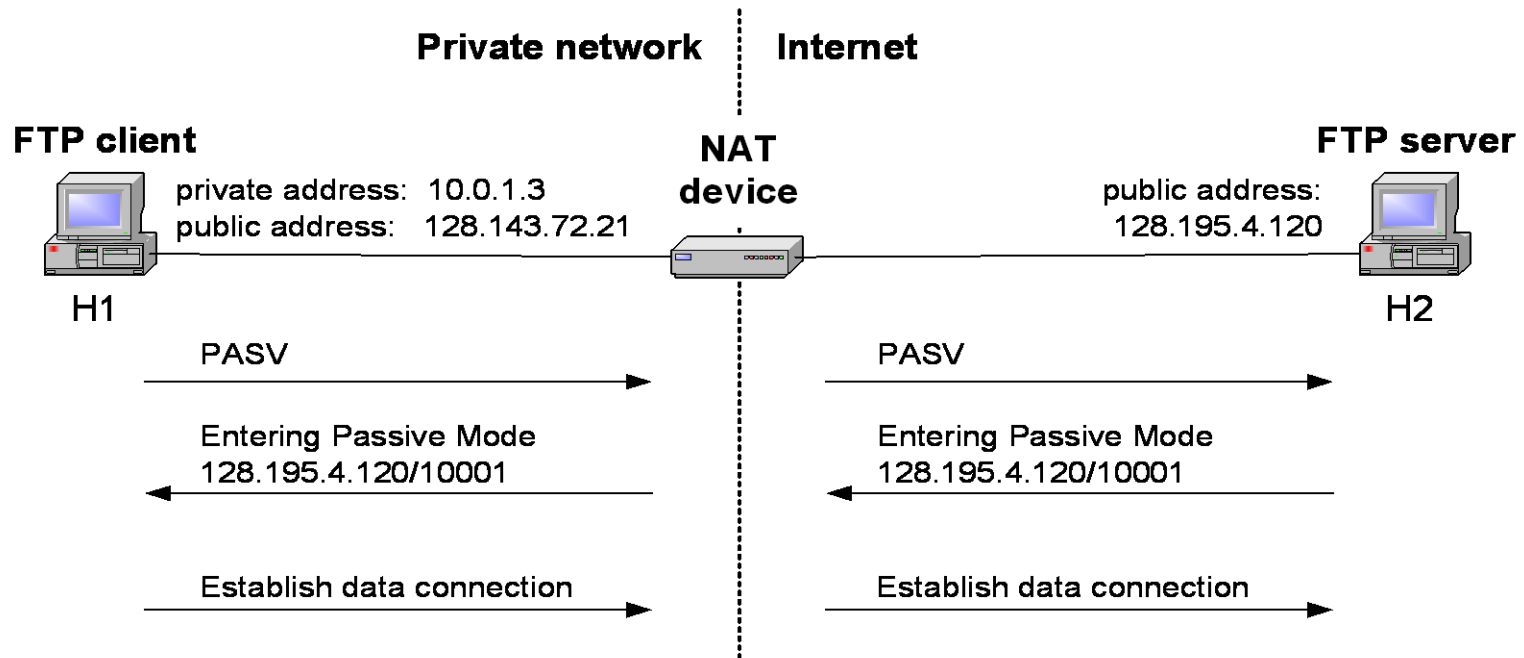 Private network
Internet
FTP client
NAT
device
FTP server
private address: 10.0.1.3
public address: 128.143.72.21
public address:
128.195.4.120
H1
H2
PASV
PASV
Entering Passive Mode
128.195.4.120/10001
Entering Passive Mode
128.195.4.120/10001
Establish data connection
Establish data connection